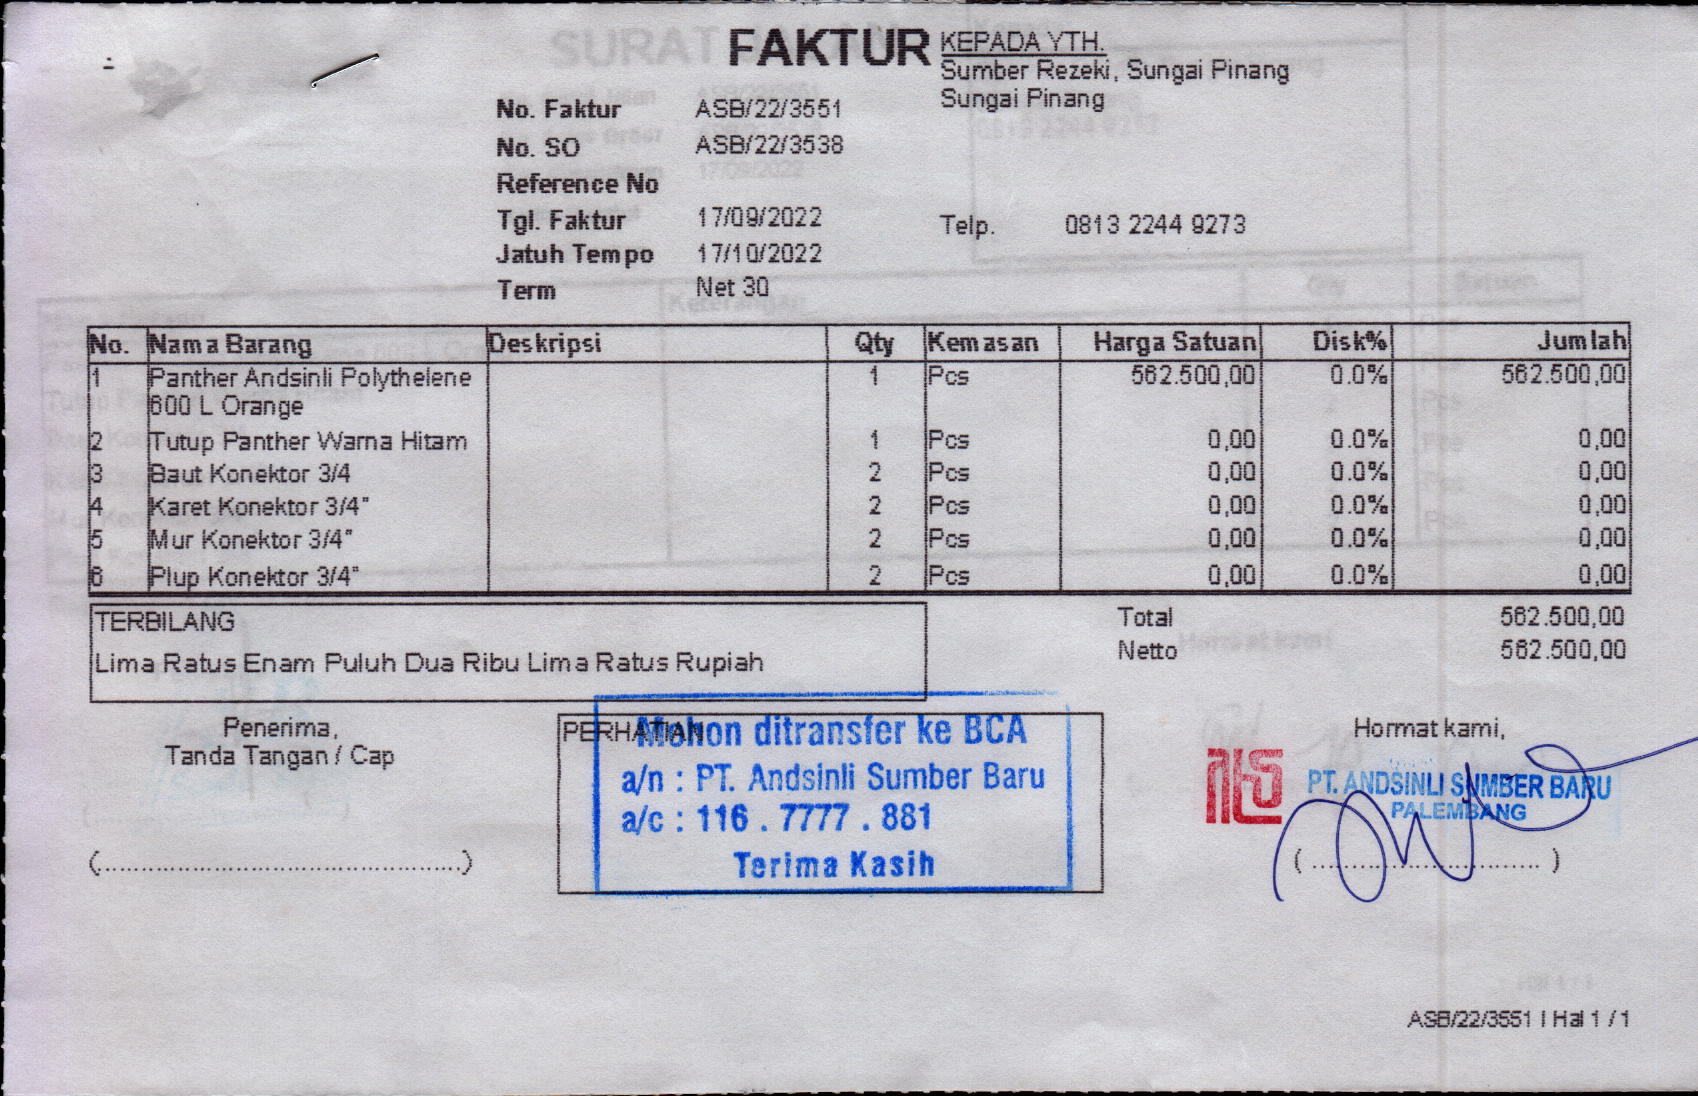 FAKTUR
KEPADA YTH.
Sumber Rezeki, Sungai Pinang
Sungai Pinang
No. Faktur ASB/22/3551
No. SO ASB/22/3538
Reference No
Tgl. Faktur 17/09/2022
Telp. 0813 2244 9273
Jatuh Tempo 17/10/2022
Term Net 30
No. Nama Barang Deskripsi Qty Kemasan Harga Satuan Disk% Jumlah
1 Panther Andsinli Polythelene 1 Pcs 562.500,00 0.0% 562.500,00
600 L Orange
2 Tutup Panther Warna Hitam 1 Pcs 0,00 0.0% 0,00
3 Baut Konektor 3/4 2 Pcs 0,00 0.0% 0,00
4 Karet Konektor 3/4" 2 Pcs 0,00 0.0% 0,00
5 Mur Konektor 3/4" 2 Pcs 0,00 0.0% 0,00
6 Plup Konektor 3/4" 2 Pcs 0,00 0.0% 0,00
TERBILANG
Lima Ratus Enam Puluh Dua Ribu Lima Ratus Rupiah
Total 562.500,00
Netto 562.500,00
Penerima,
Tanda Tangan / Cap
(..............................................)
PERHATIAN
Mohon ditransfer ke BCA
a/n : PT. Andsinli Sumber Baru
a/c : 116 . 7777 . 881
Terima Kasih
Hormat kami,
PT. ANDSINLI SUMBER BARU
PALEMBANG
( .............................. )
ASB/22/3551 | Hal 1 / 1